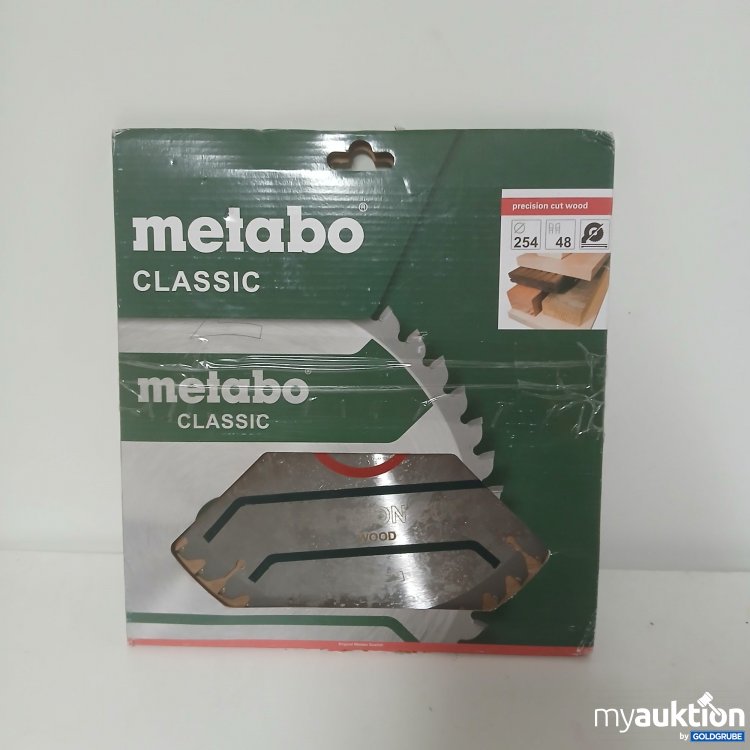 metabo®
CLASSIC
precision cut wood
254 48
metabo®
CLASSIC
WOOD
myauktion
by GOLDGRUBE